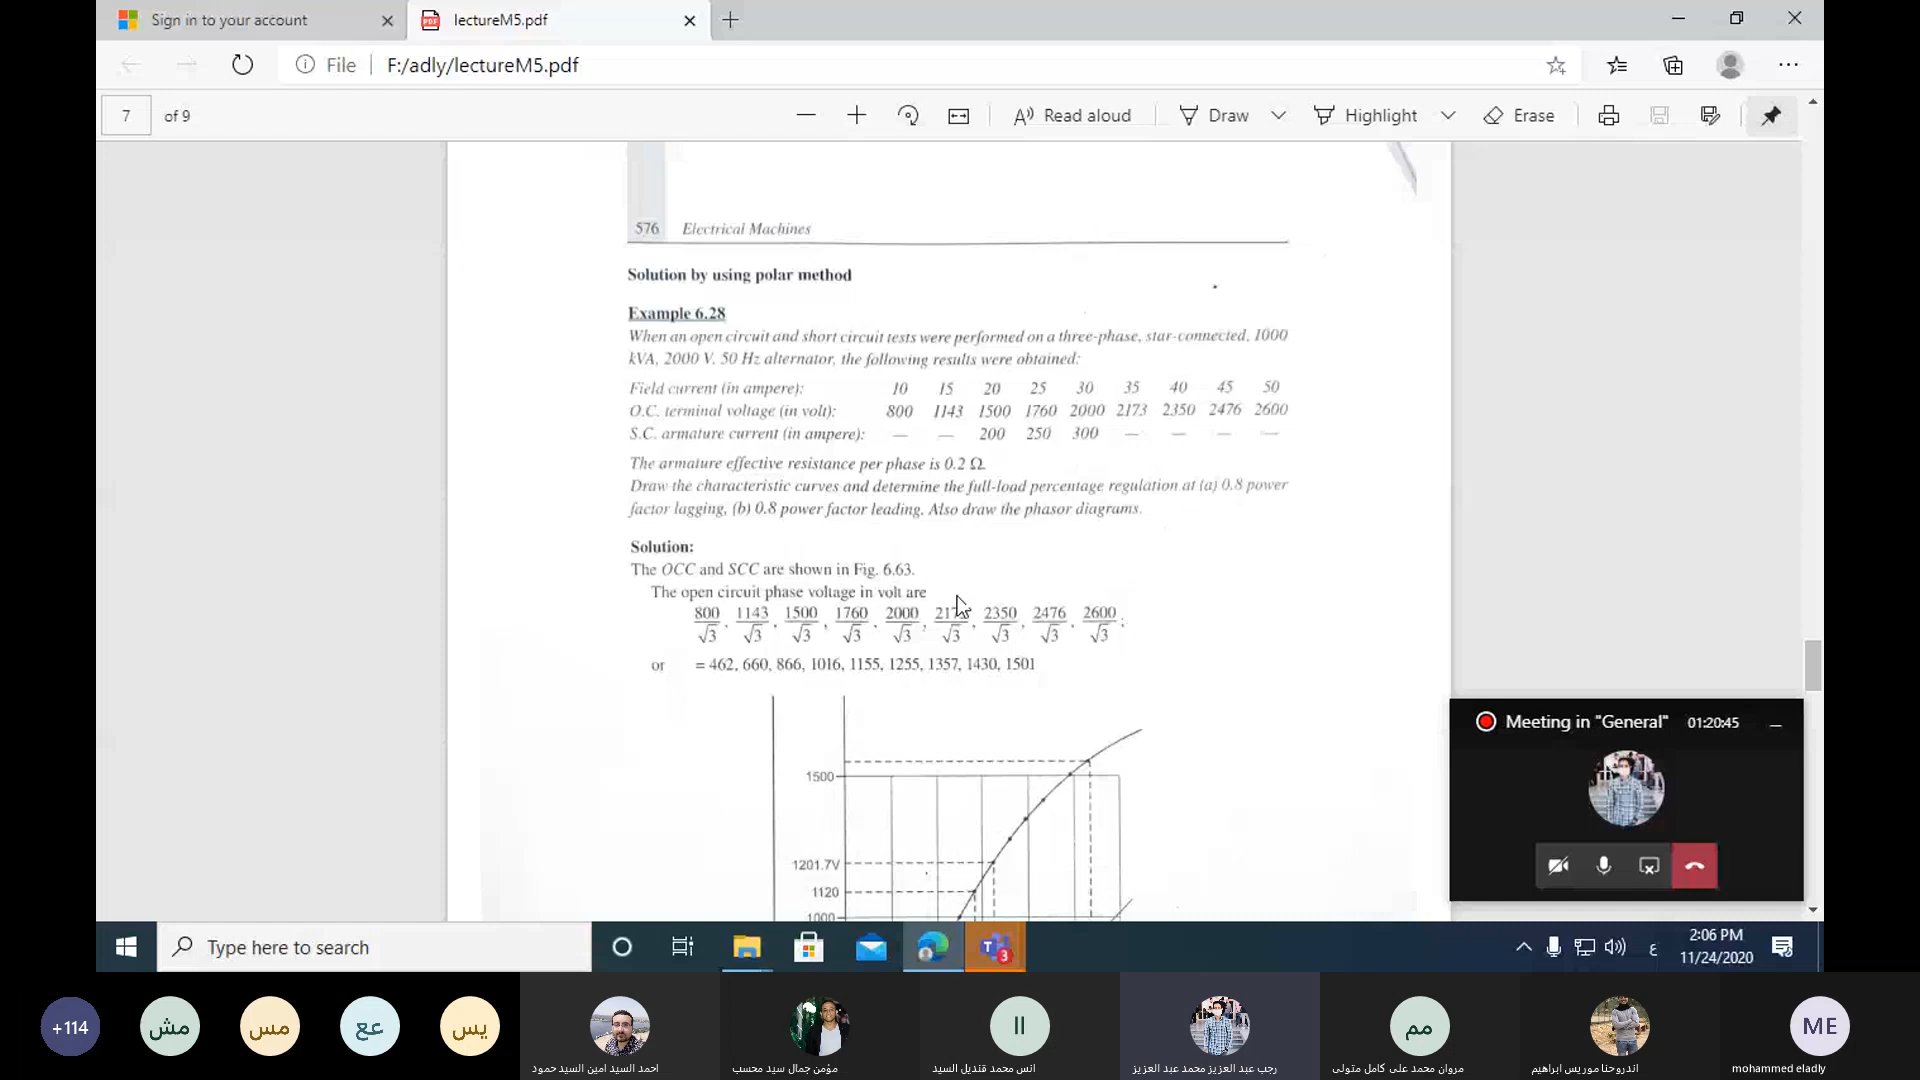 Sign in to your account
lectureM5.pdf
File
F:/adly/lectureM5.pdf
7 of 9
Read aloud
Draw
Highlight
Erase
576 Electrical Machines
Solution by using polar method
Example 6.28
When an open circuit and short circuit tests were performed on a three-phase, star-connected, 1000
kVA, 2000 V. 50 Hz alternator, the following results were obtained:
Field current (in ampere): 10 15 20 25 30 35 40 45 50
O.C. terminal voltage (in volt): 800 1143 1500 1760 2000 2173 2350 2476 2600
S.C. armature current (in ampere): — — 200 250 300 — — — —
The armature effective resistance per phase is 0.2 Ω.
Draw the characteristic curves and determine the full-load percentage regulation at (a) 0.8 power
factor lagging, (b) 0.8 power factor leading. Also draw the phasor diagrams.
Solution:
The OCC and SCC are shown in Fig. 6.63.
The open circuit phase voltage in volt are
800/√3, 1143/√3, 1500/√3, 1760/√3, 2000/√3, 217/√3, 2350/√3, 2476/√3, 2600/√3;
or = 462, 660, 866, 1016, 1155, 1255, 1357, 1430, 1501
1500
1201.7V
1120
1000
Meeting in "General" 01:20:45
Type here to search
T 3
ع
2:06 PM
11/24/2020
+114
مش
مس
عع
يس
اا
مم
ME
احمد السيد امين السيد حمود
مؤمن جمال سيد محسب
انس محمد قنديل السيد
رجب عبد العزيز محمد عبد العزيز
مروان محمد على كامل متولى
اندروحنا موريس ابراهيم
mohammed eladly